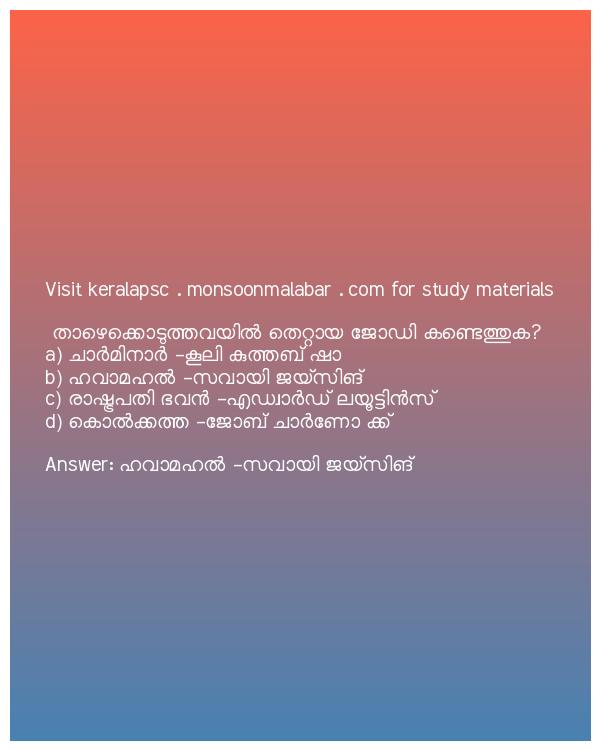 Visit keralapsc . monsoonmalabar . com for study materials
താഴെക്കൊടുത്തവയിൽ തെറ്റായ ജോഡി കണ്ടെത്തുക?
a) ചാർമിനാർ -കൂലി കുത്തബ് ഷാ
b) ഹവാമഹൽ -സവായി ജയ്സിങ്
c) രാഷ്ട്രപതി ഭവൻ -എഡ്വാർഡ് ലയൂട്ടിൻസ്
d) കൊൽക്കത്ത -ജോബ് ചാർണോ ക്ക്
Answer: ഹവാമഹൽ -സവായി ജയ്സിങ്